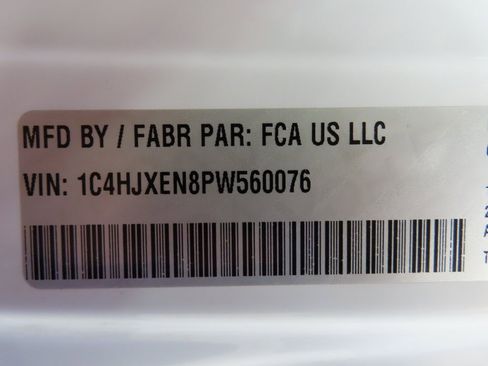 MFD BY / FABR PAR: FCA US LLC
VIN: 1C4HJXEN8PW560076